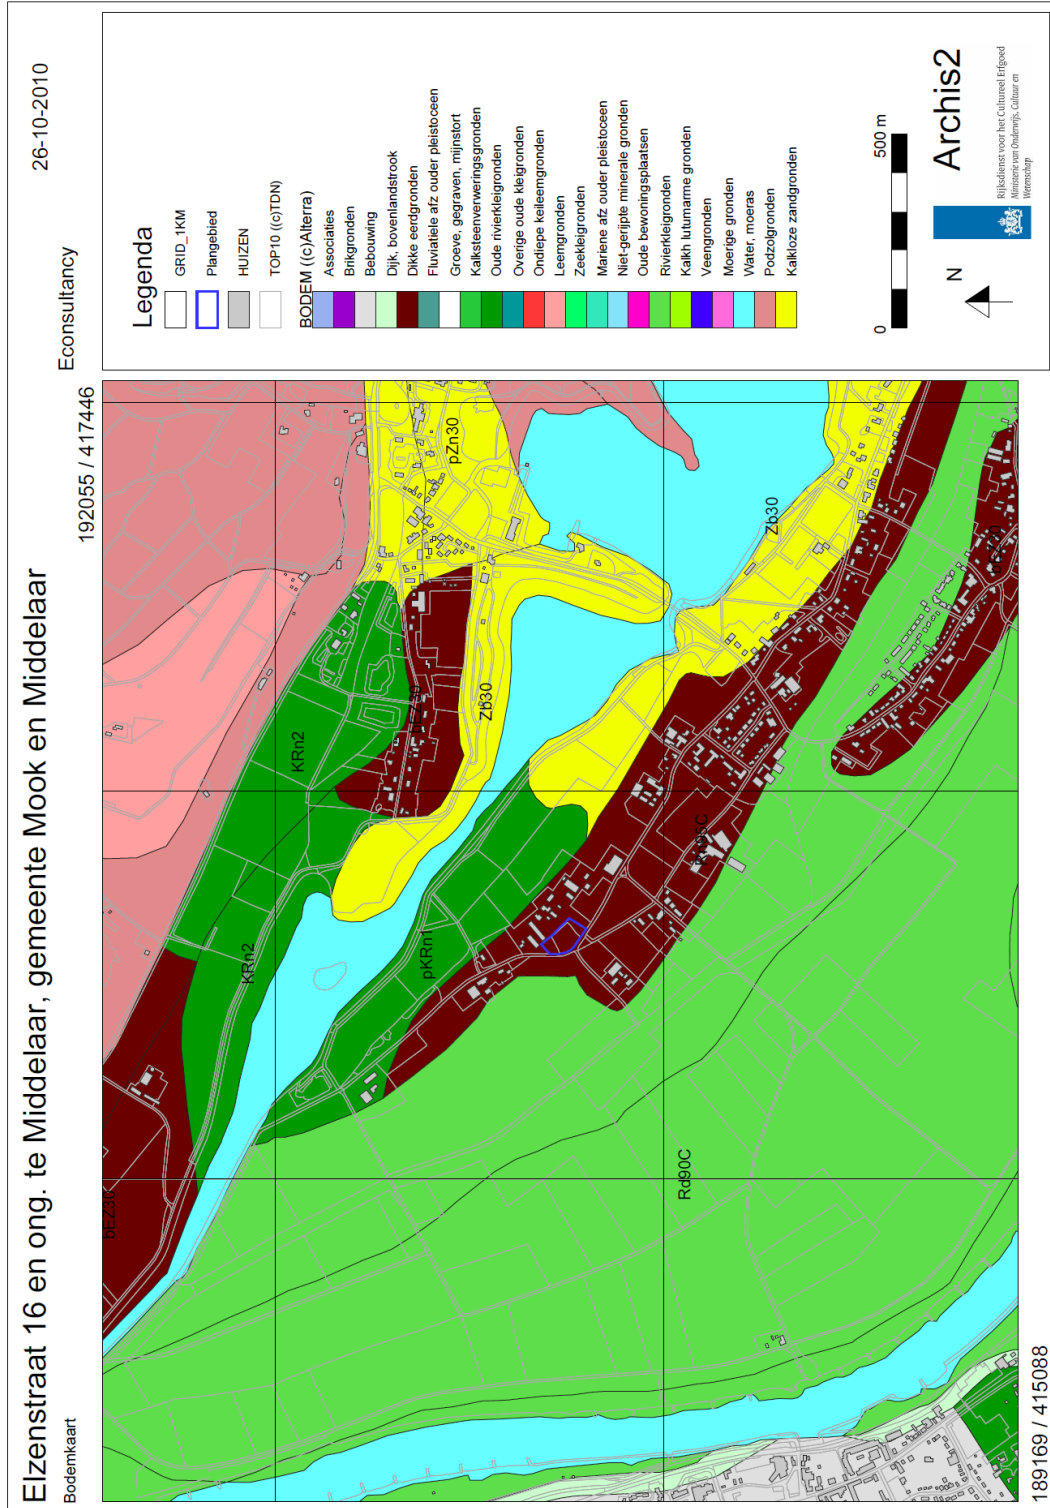 Elzenstraat 16 en ong. te Middelaar, gemeente Mook en Middelaar
26-10-2010
Bodemkaart
Econsultancy
192055 / 417446
Legenda
GRID_1KM
Plangebied
HUIZEN
TOP10 ((c)TDN)
BODEM ((c)Alterra)
Associaties
Brikgronden
Bebouwing
Dijk, bovenlandstrook
Dikke eerdgronden
Fluviatiele afz ouder pleistoceen
Groeve, gegraven, mijnstort
Kalksteenverweringsgronden
Oude rivierkleigronden
Overige oude kleigronden
Ondiepe keileemgronden
Leemgronden
Zeekleigronden
Mariene afz ouder pleistoceen
Niet-gerijpte minerale gronden
Oude bewoningsplaatsen
Rivierkleigronden
Kalkh lutumarme gronden
Veengronden
Moerige gronden
Water, moeras
Podzolgronden
Kalkloze zandgronden
0
500 m
N
Archis2
Rijksdienst voor het Cultureel Erfgoed
Ministerie van Onderwijs, Cultuur en
Wetenschap
bEZ30
KRn2
KRn2
pZn30
Zb30
Zb30
pKRn1
Rd90C
189169 / 415088